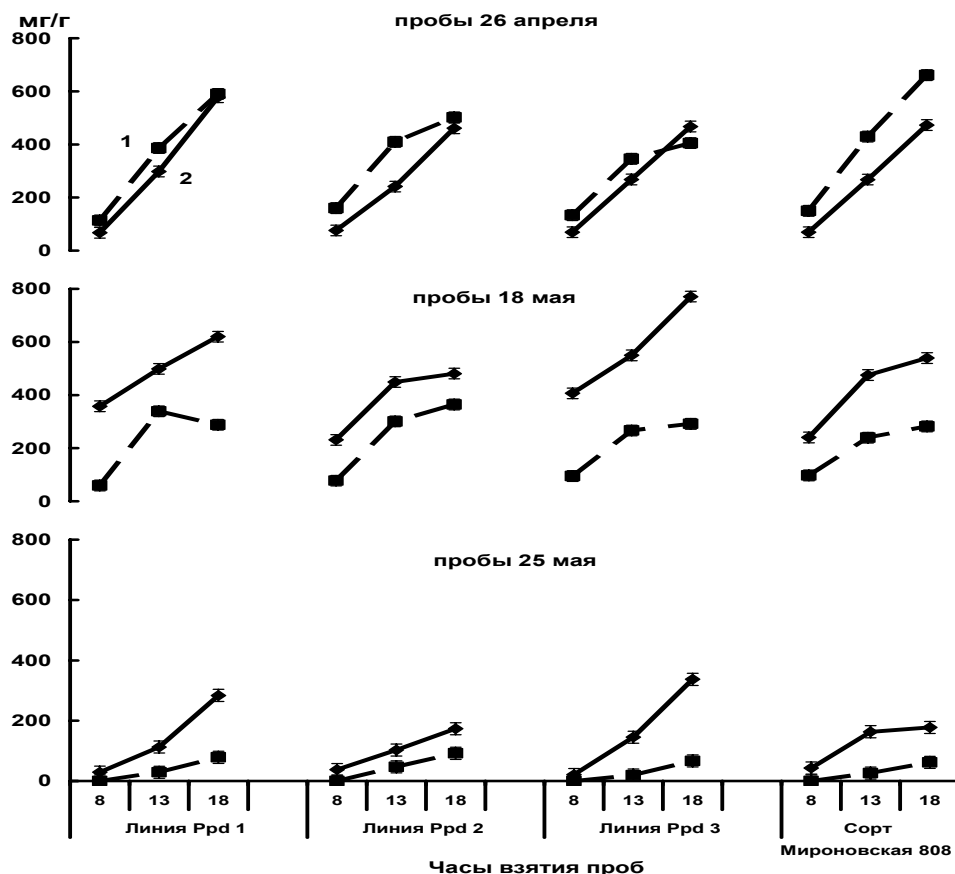 мг/г
пробы 26 апреля
800
600
400
200
0
1
2
пробы 18 мая
800
600
400
200
0
пробы 25 мая
800
600
400
200
0
8 13 18 8 13 18 8 13 18 8 13 18
Линия Ppd 1 Линия Ppd 2 Линия Ppd 3 Сорт
Мироновская 808
Часы взятия проб